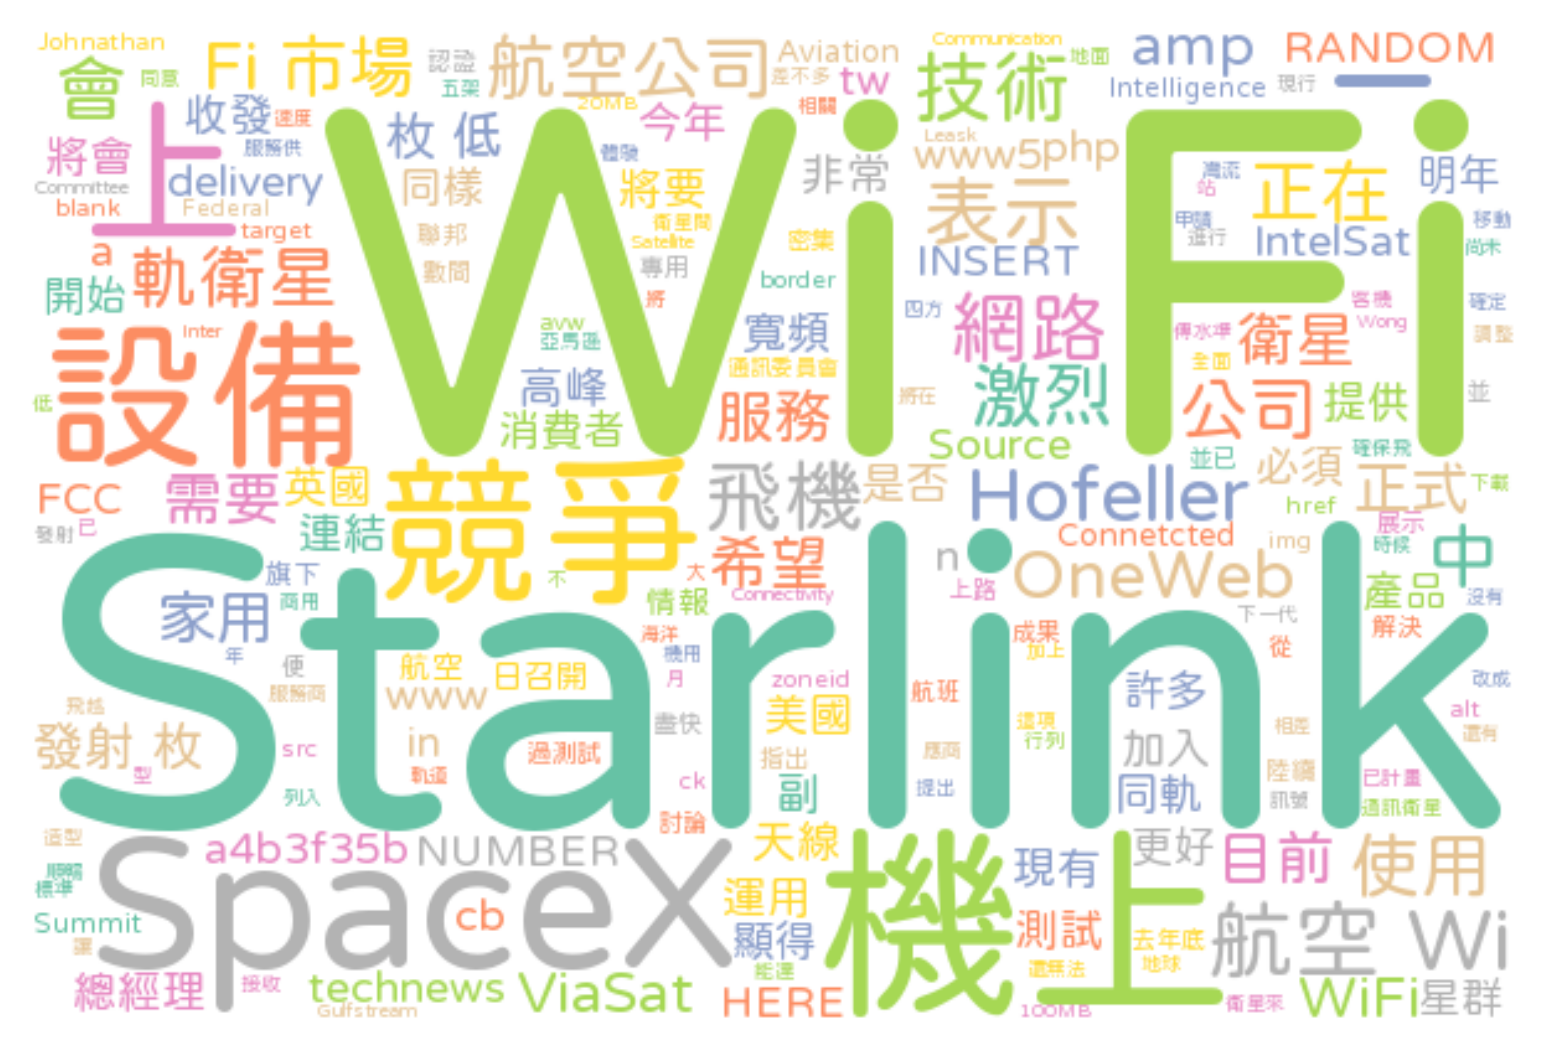 Johnathan
Fi 市場
認證
航空公司
Aviation
Communication
地面
amp
RANDOM
會
同意
五架
差不多
tw
技術
Intelligence
現行
一
上
收發
速度
20MB
今年
相關
WiFi
Leask
www5php
將會
服務供
枚 低
體驗
非常
灣流
正在
明年
Committee
delivery
同樣
將要
表示
站
blank
Federal
衛星間
甲醯
移動
target
聯邦
Satellite
密集
進行
IntelSat
尚未
a
軌衛星
數間
專用
border
INSERT
開始
將
四方
網路
客機
確定
設備
Inter
avw
亞馬遜
寬頻
傳水準
Wong
衛星
調整
通訊委員會
全面
高峰
激烈
低
消費者
服務
將在
公司
提供
並
Source
並已
確保飛
FCC
需要
英國
競爭
飛機
是否
Hofeller
必須
正式
下載
href
發射
已
連結
希望
Connetcted
img
展示
時候
中
Starlink
旗下
不
大
n
OneWeb
家用
商用
情報
Connectivity
上路
下一代
產品
沒有
海洋
成果
解決
年
便
航空
日召開
機用
加上
從
服務商
www
月
zoneid
航班
許多
改成
飛越
盡快
美國
這項
相差
alt
發射 枚
src
in
過測試
指出
應商
行列
加入
還有
型
軌道
ck
副
提出
同軌
陸續
已計畫
列入
訊號
通訊衛星
討論
造型
SpaceX
a4b3f35b
NUMBER
天線
機上
現有
更好
目前
使用
順暢
標準
運用
Summit
cb
顯得
測試
去年底
航空 Wi
讓
能達
還無法
地球
總經理
接收
technews
ViaSat
HERE
衛星來
WiFi
星群
Gulfstream
100MB